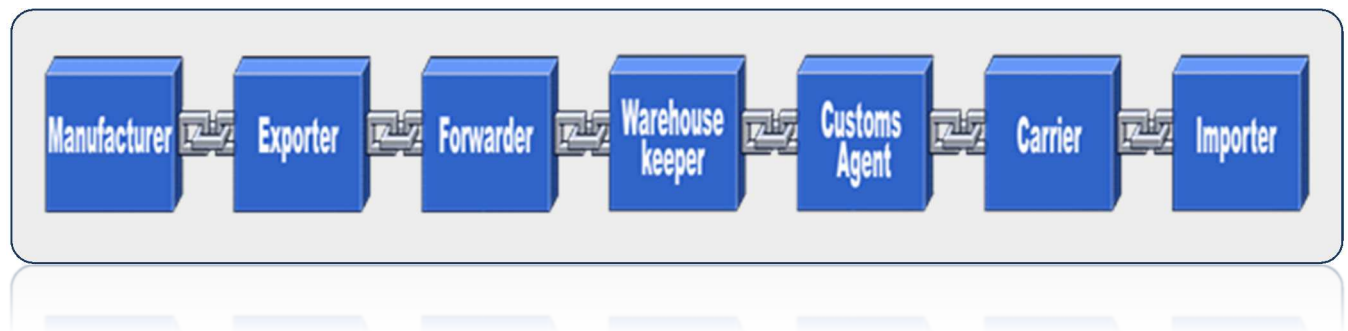 Manufacturer
Exporter
Forwarder
Warehouse
keeper
Customs
Agent
Carrier
Importer